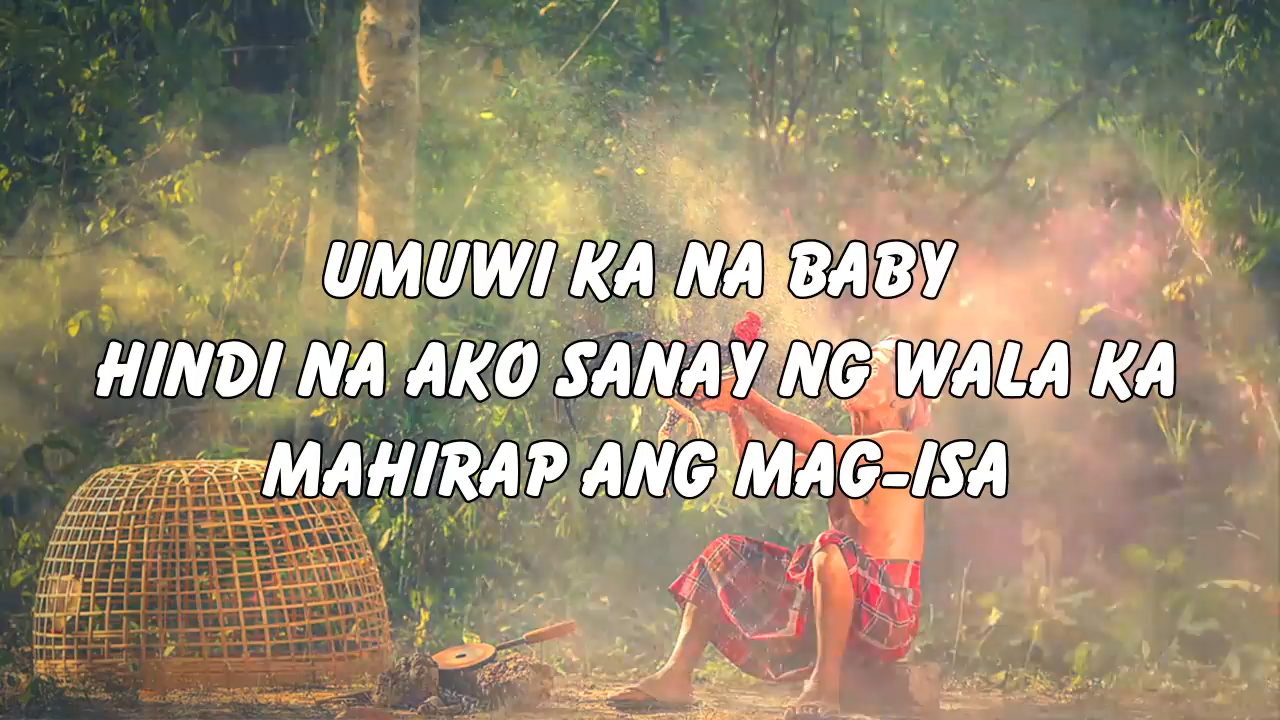 UMUWI KA NA BABY
HINDI NA AKO SANAY NG WALA KA
MAHIRAP ANG MAG-ISA